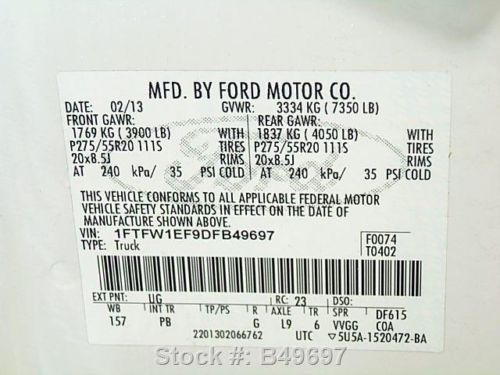 MFD. BY FORD MOTOR CO.
DATE: 02/13 GVWR: 3334 KG ( 7350 LB)
FRONT GAWR: REAR GAWR:
1769 KG ( 3900 LB) WITH 1837 KG ( 4050 LB) WITH
P275/55R20 111S TIRES P275/55R20 111S TIRES
20x8.5J RIMS 20x8.5J RIMS
AT 240 kPa/ 35 PSI COLD AT 240 kPa/ 35 PSI COLD
THIS VEHICLE CONFORMS TO ALL APPLICABLE FEDERAL MOTOR
VEHICLE SAFETY STANDARDS IN EFFECT ON THE DATE OF
MANUFACTURE SHOWN ABOVE.
VIN: 1FTFW1EF9DFB49697 F0074
TYPE: Truck T0402
EXT PNT: UG RC: 23 DSO:
WB INT TR TP/PS R AXLE TR SPR DF615
157 PB G L9 6 VVGG COA
2201302066762 UTC 5U5A-1520472-BA
Stock #: B49697
Ford